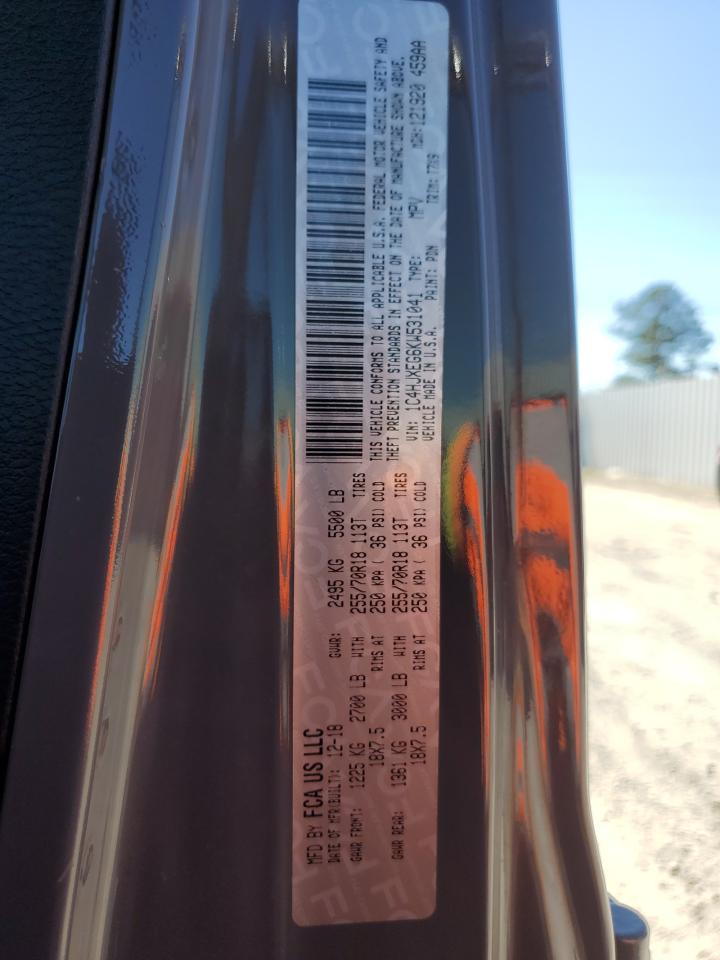 MFD BY FCA US LLC
DATE OF MFR(BUILT): 12-18 GVWR: 2495 KG 5500 LB
GAWR FRONT: 1225 KG 2700 LB WITH 255/70R18 113T TIRES
18X7.5 RIMS AT 250 KPA ( 36 PSI) COLD
GAWR REAR: 1361 KG 3000 LB WITH 255/70R18 113T TIRES
18X7.5 RIMS AT 250 KPA ( 36 PSI) COLD
THIS VEHICLE CONFORMS TO ALL APPLICABLE U.S.A. FEDERAL MOTOR VEHICLE SAFETY AND
THEFT PREVENTION STANDARDS IN EFFECT ON THE DATE OF MANUFACTURE SHOWN ABOVE.
VIN: 1C4HJXEG6KW531041 TYPE: MPV MDH: 121920 459AA
VEHICLE MADE IN U.S.A. PAINT: PDN TRIM: T7X9